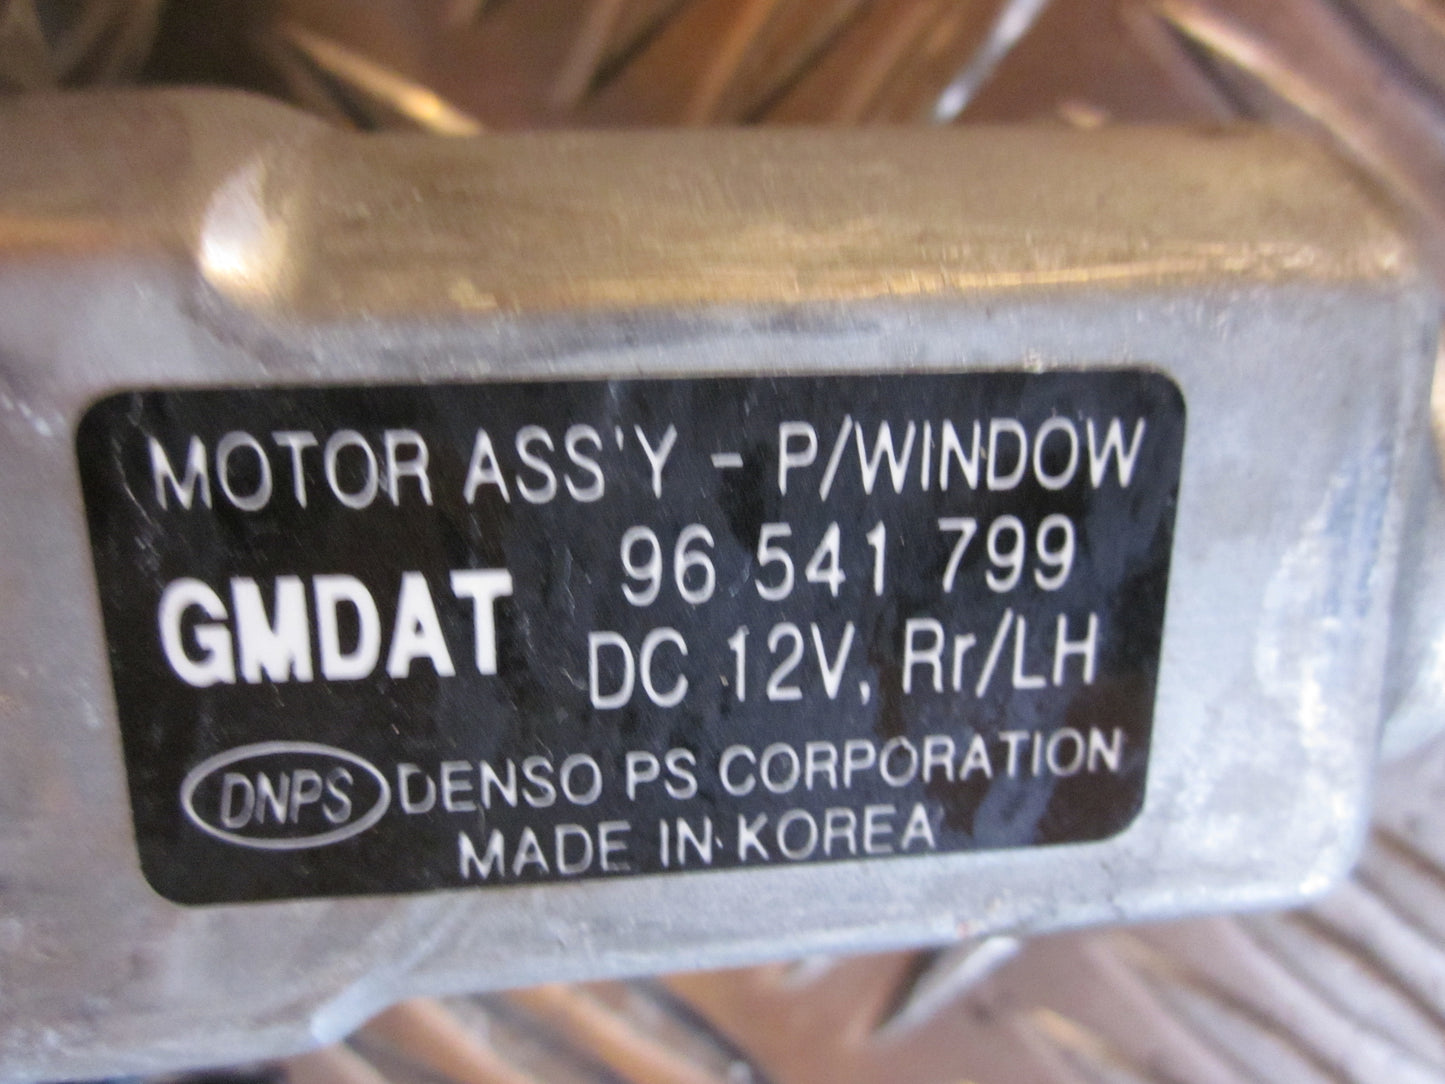 MOTOR ASS'Y - P/WINDOW
96 541 799
GMDAT
DC 12V, Rr/LH
DNPS DENSO PS CORPORATION
MADE IN KOREA